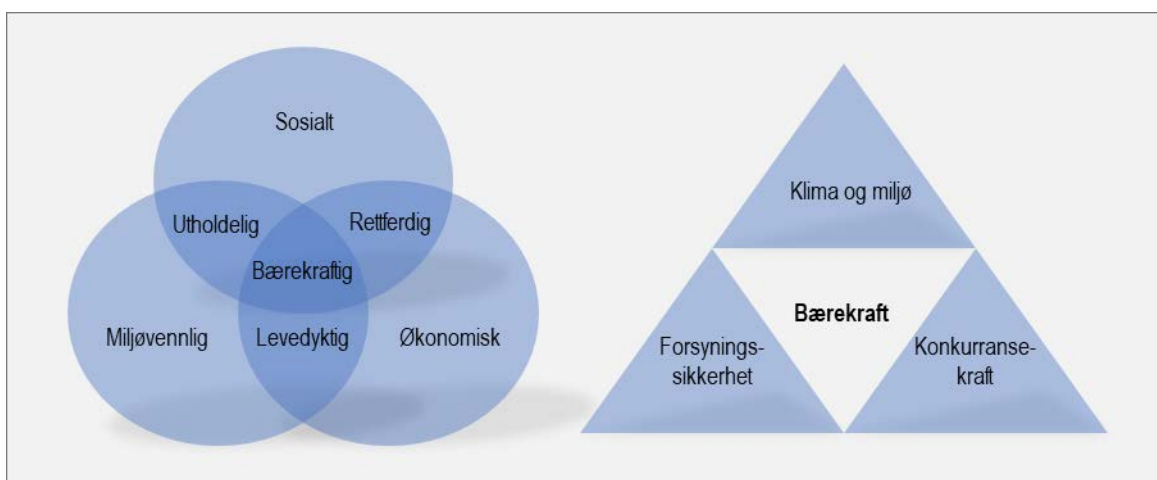 Sosialt
Utholdelig
Rettferdig
Bærekraftig
Miljøvennlig
Levedyktig
Økonomisk
Klima og miljø
Bærekraft
Forsynings-
sikkerhet
Konkurranse-
kraft